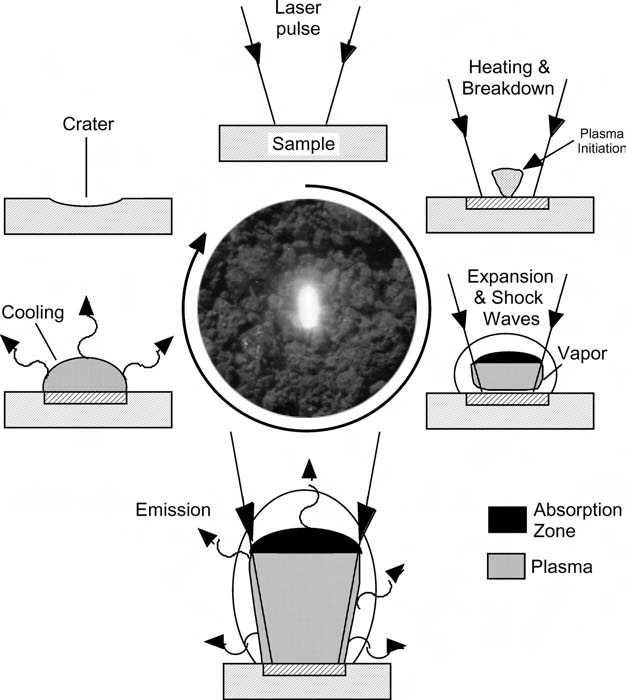 Laser
pulse
Sample
Heating &
Breakdown
Plasma
Initiation
Expansion
& Shock
Waves
Vapor
Absorption
Zone
Plasma
Emission
Cooling
Crater